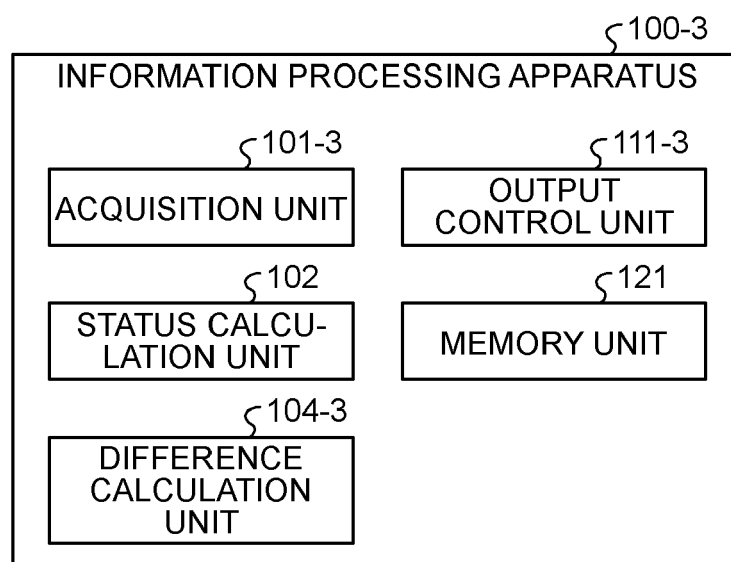 100-3
INFORMATION PROCESSING APPARATUS
101-3
ACQUISITION UNIT
111-3
OUTPUT
CONTROL UNIT
102
STATUS CALCU-
LATION UNIT
121
MEMORY UNIT
104-3
DIFFERENCE
CALCULATION
UNIT